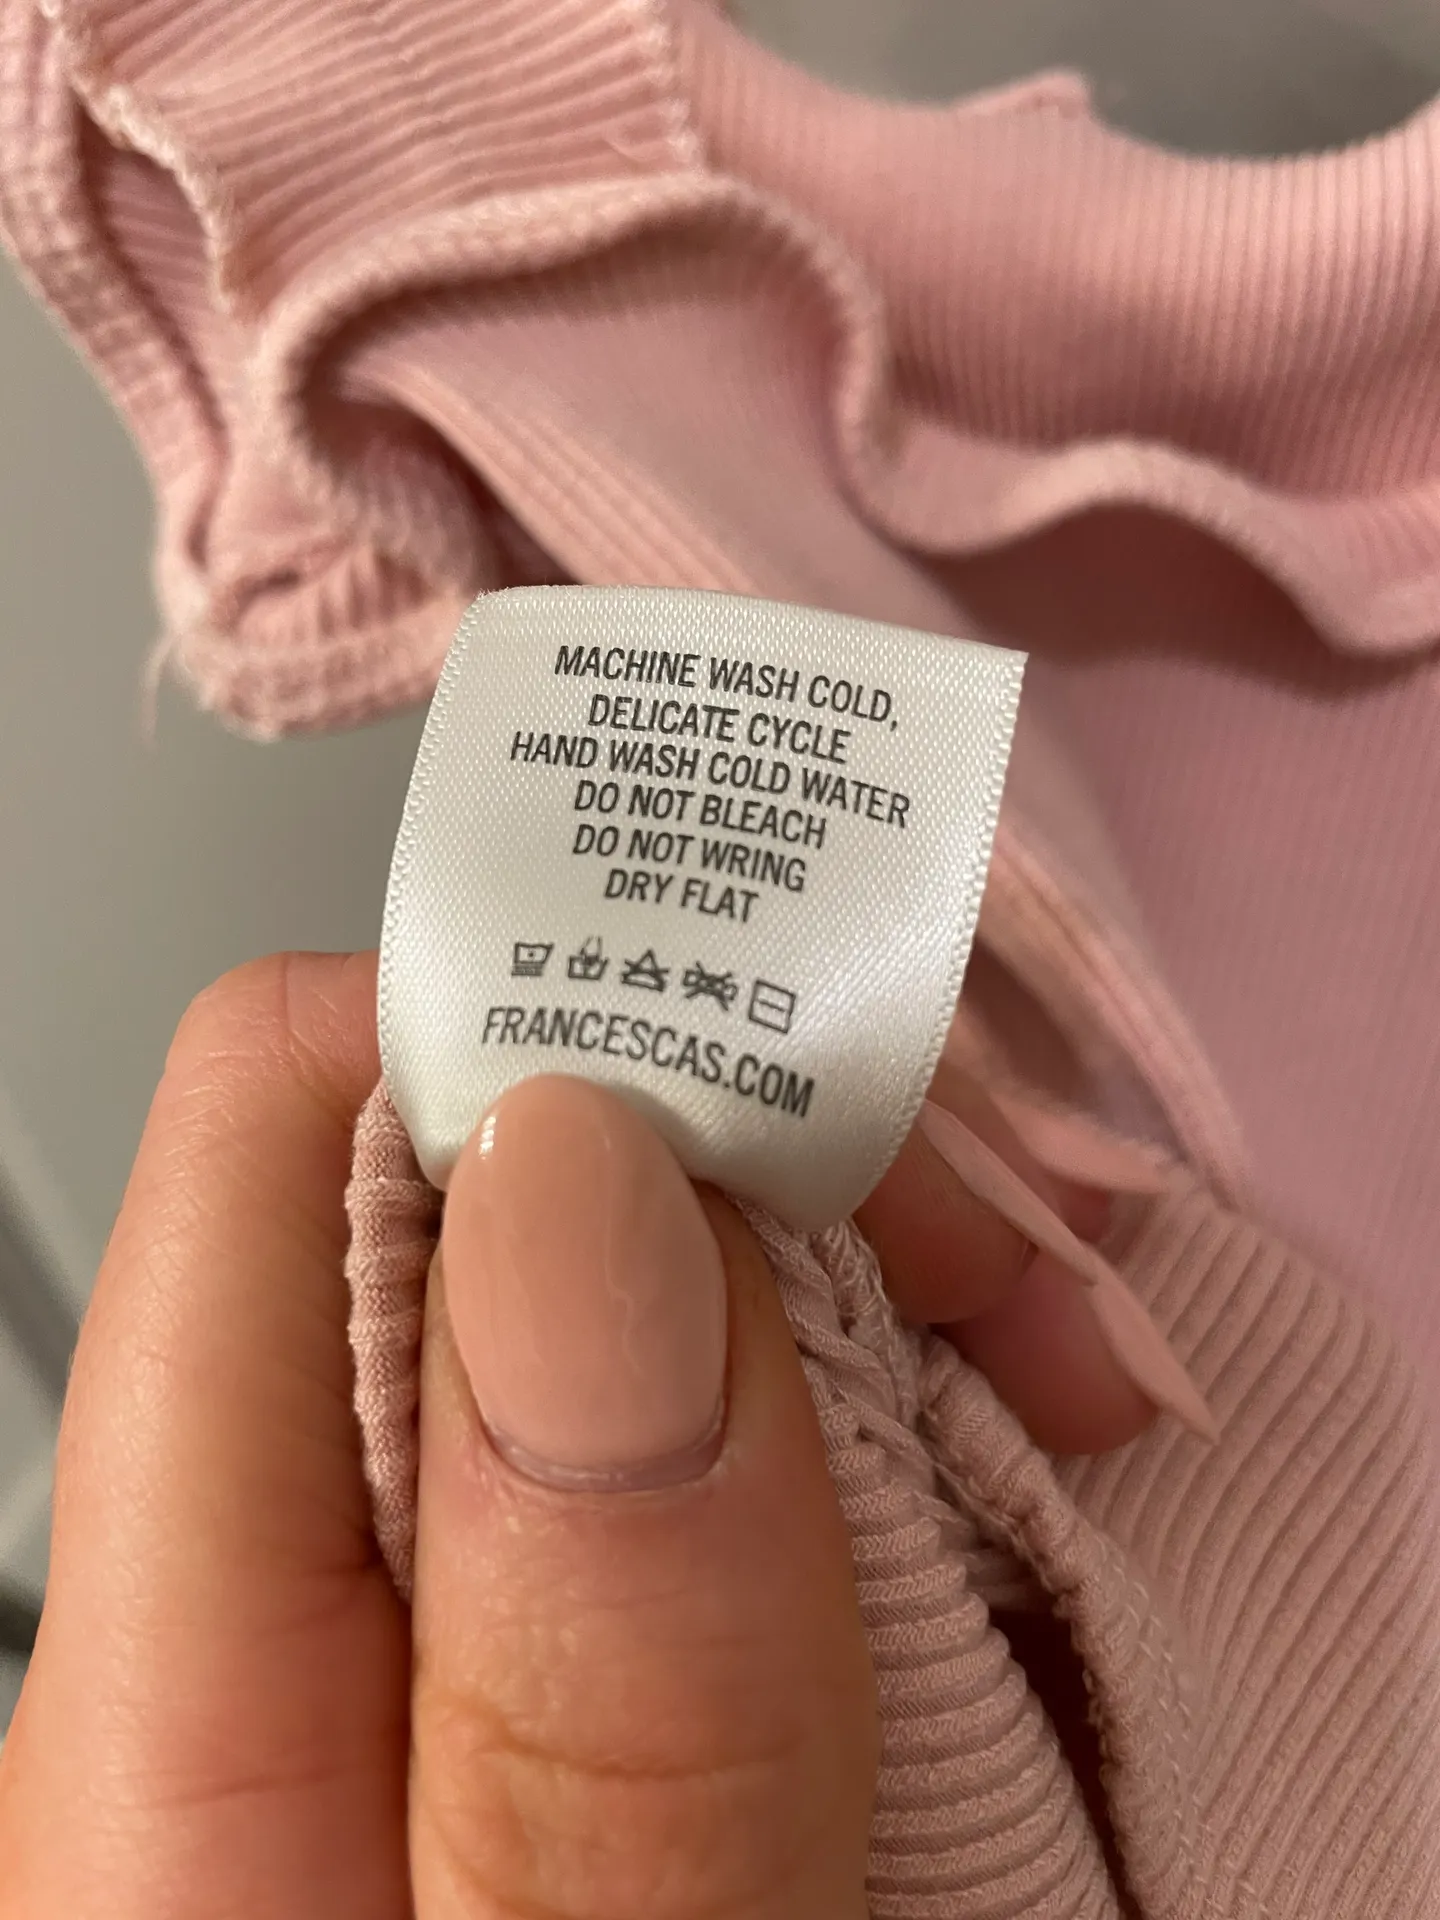 MACHINE WASH COLD,
DELICATE CYCLE
HAND WASH COLD WATER
DO NOT BLEACH
DO NOT WRING
DRY FLAT
FRANCESCAS.COM